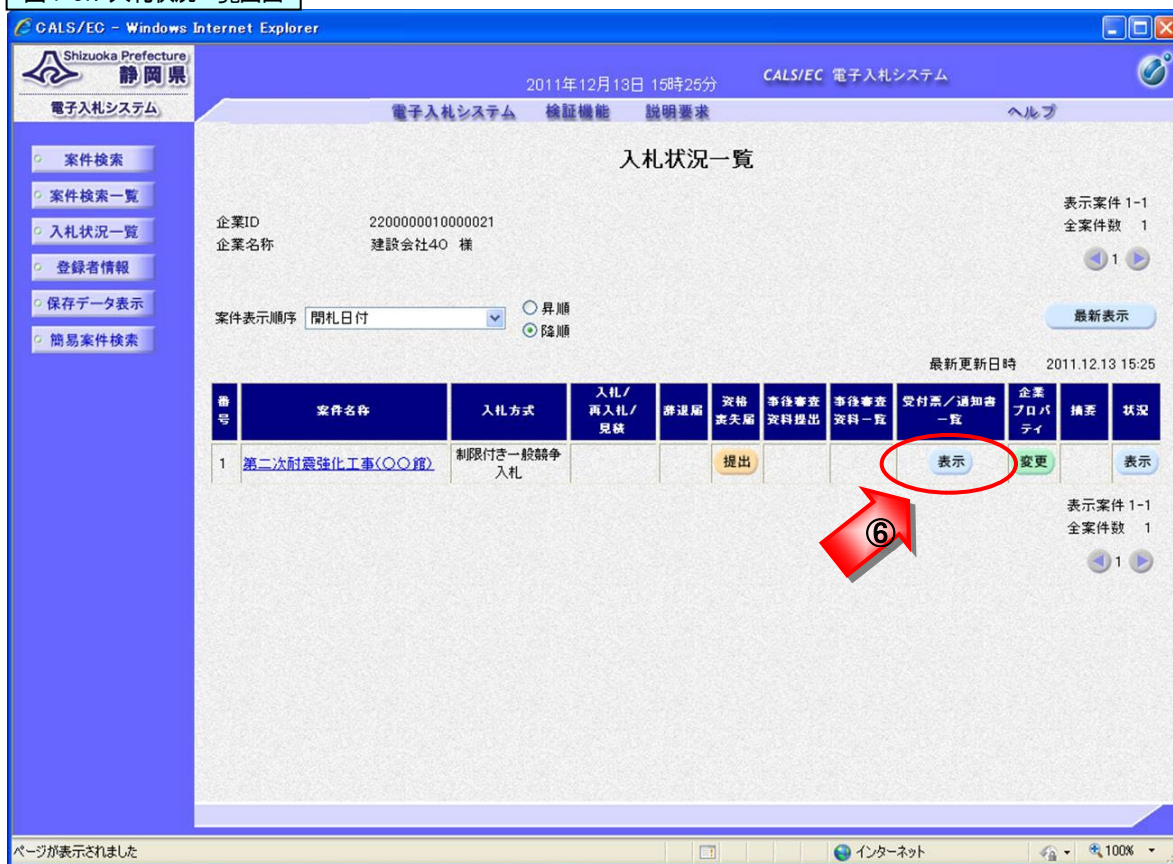 CALS/EC - Windows Internet Explorer
Shizuoka Prefecture
静岡県
2011年12月13日 15時25分
CALS/EC 電子入札システム
電子入札システム
電子入札システム 検証機能 説明要求 ヘルプ
案件検索
案件検索一覧
入札状況一覧
登録者情報
保存データ表示
簡易案件検索
入札状況一覧
表示案件 1-1
全案件数 1
1
企業ID 2200000010000021
企業名称 建設会社40 様
案件表示順序 開札日付
昇順
降順
最新表示
最新更新日時 2011.12.13 15:25
番号
案件名称
入札方式
入札/再入札/見積
辞退届
資格喪失届
事後審査資料提出
事後審査資料一覧
受付票/通知書一覧
企業プロパティ
摘要
状況
1
第二次耐震強化工事(〇〇館)
制限付き一般競争入札
提出
表示
変更
表示
⑥
表示案件 1-1
全案件数 1
1
ページが表示されました
インターネット
100%